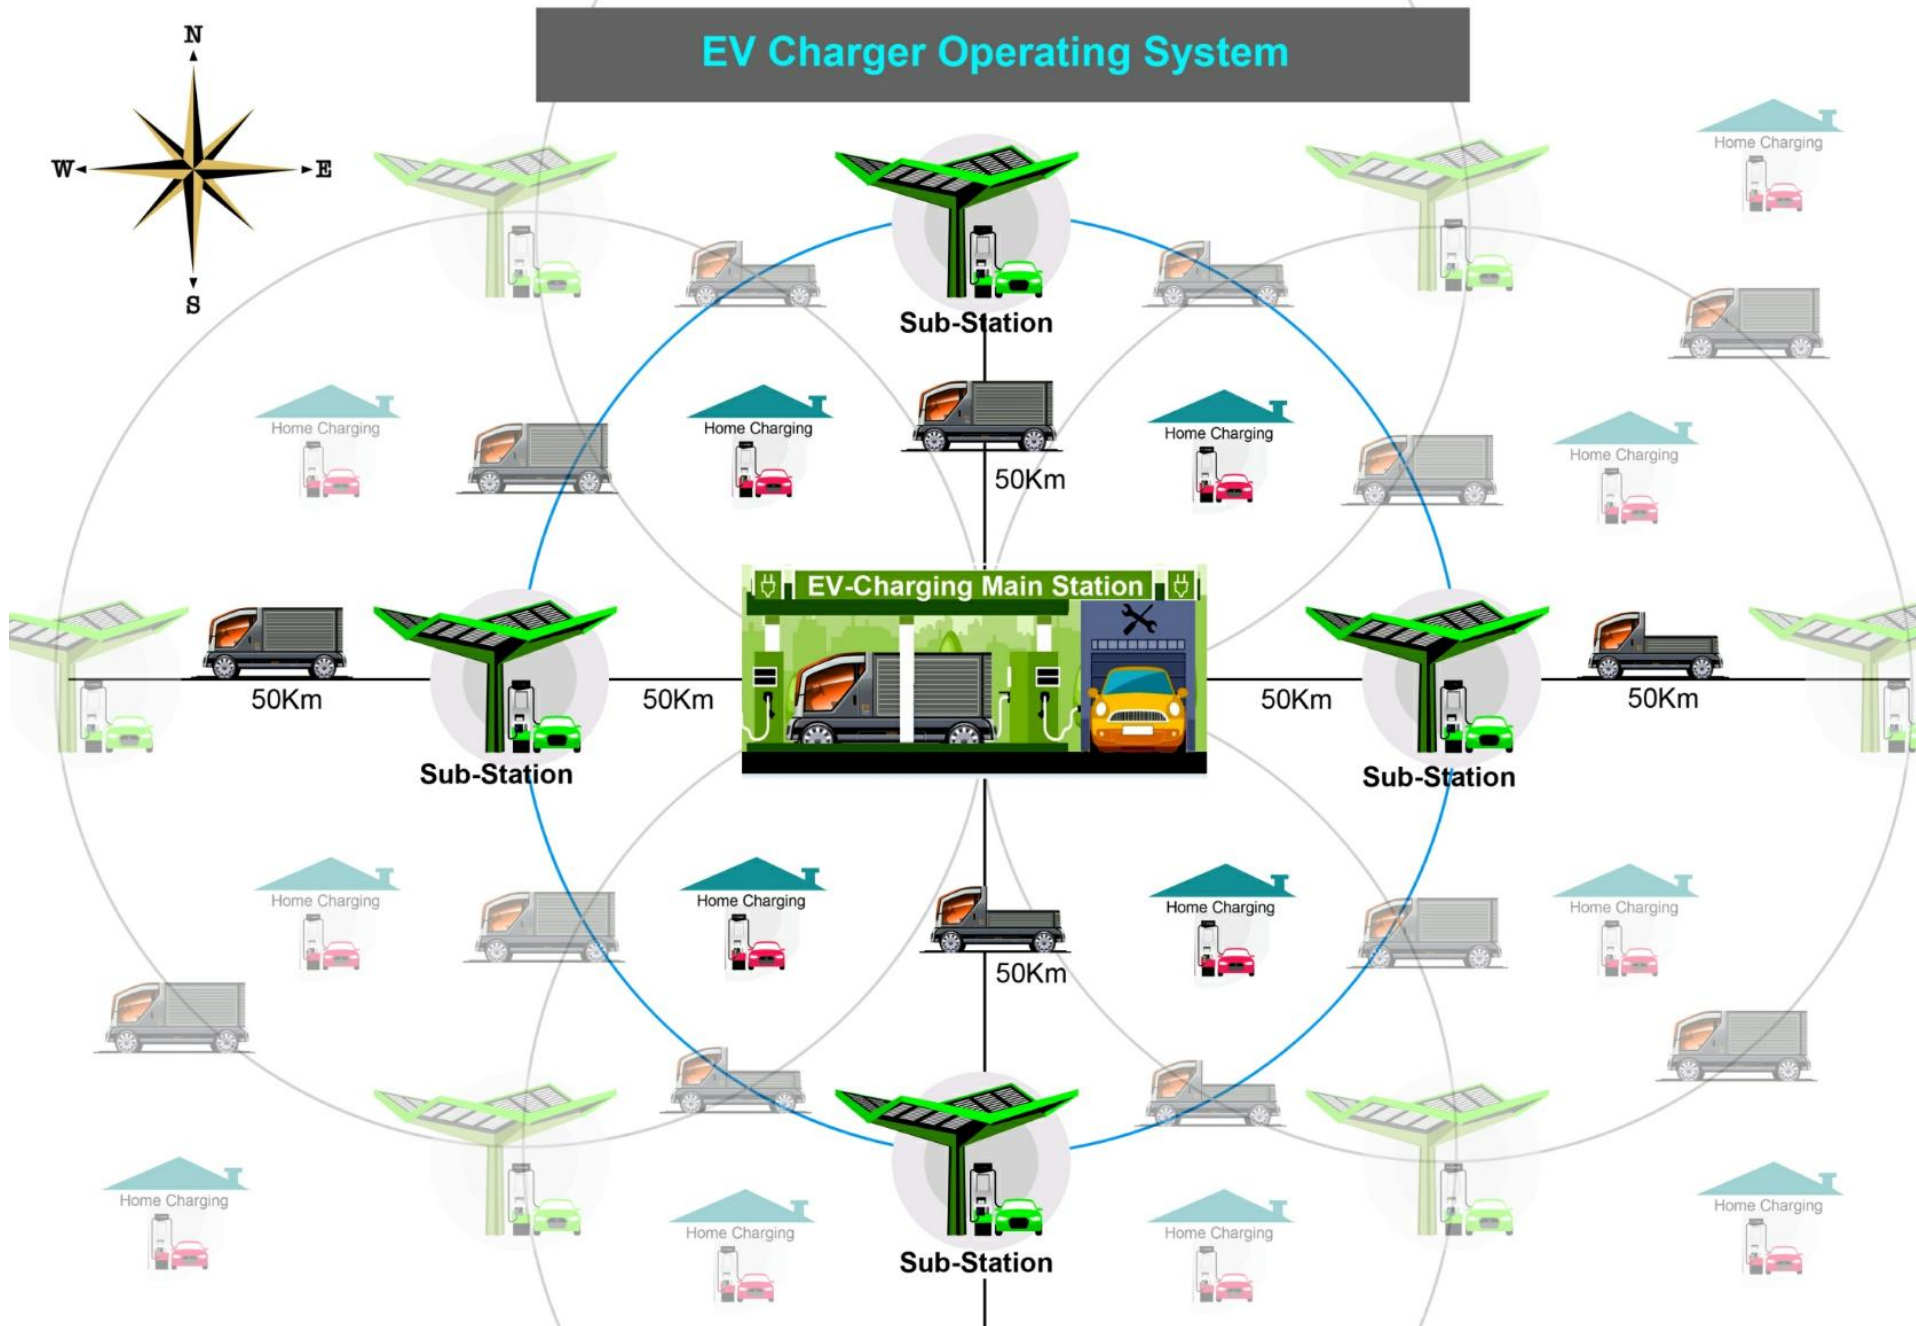 EV Charger Operating System
N
W
E
S
Home Charging
Sub-Station
Home Charging
Home Charging
Home Charging
Home Charging
50Km
EV-Charging Main Station
50Km
50Km
50Km
50Km
Sub-Station
Sub-Station
Home Charging
Home Charging
Home Charging
Home Charging
50Km
Home Charging
Home Charging
Home Charging
Home Charging
Sub-Station